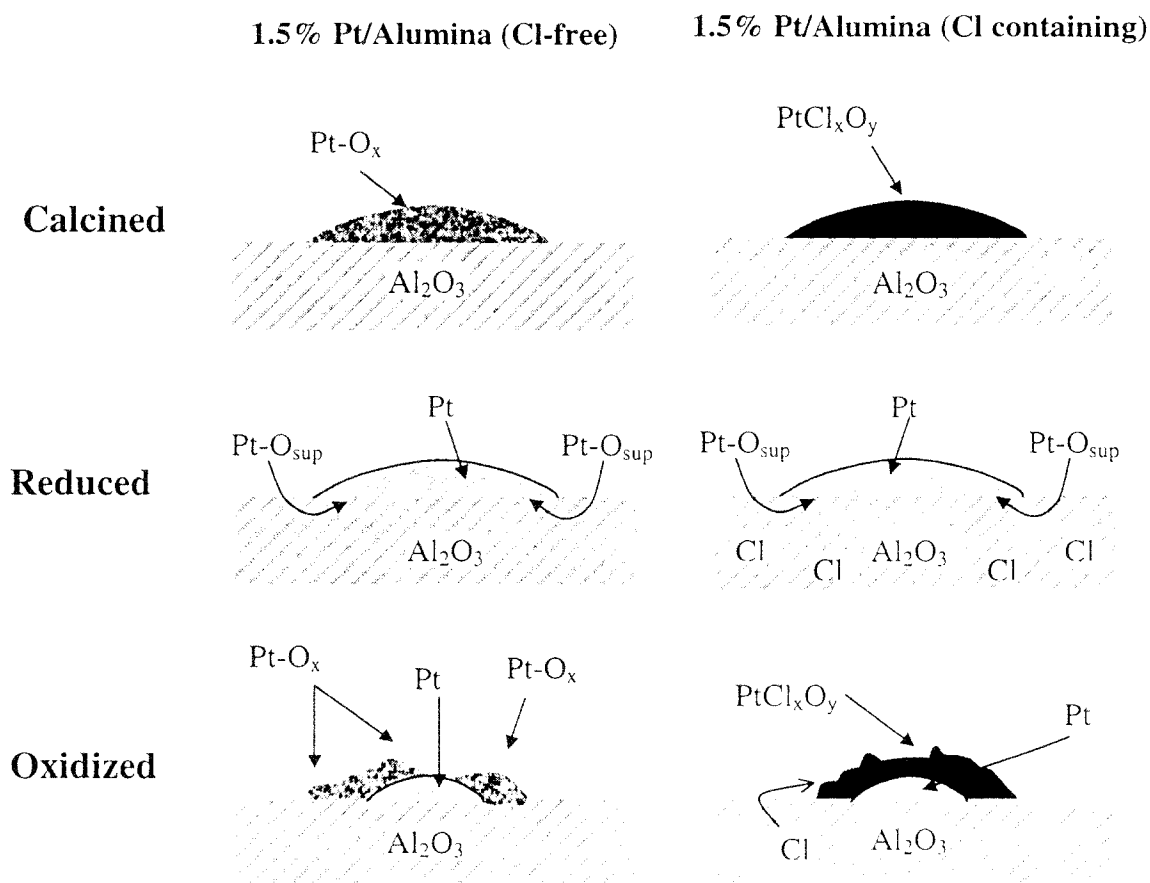 1.5% Pt/Alumina (Cl-free)
1.5% Pt/Alumina (Cl containing)
Calcined
Pt-Oₓ
Al₂O₃
PtClₓOᵧ
Al₂O₃
Reduced
Pt-Oₛᵤₚ
Pt
Pt-Oₛᵤₚ
Al₂O₃
Pt-Oₛᵤₚ
Pt
Pt-Oₛᵤₚ
Cl
Cl
Al₂O₃
Cl
Cl
Oxidized
Pt-Oₓ
Pt
Pt-Oₓ
Al₂O₃
PtClₓOᵧ
Pt
Cl
Al₂O₃